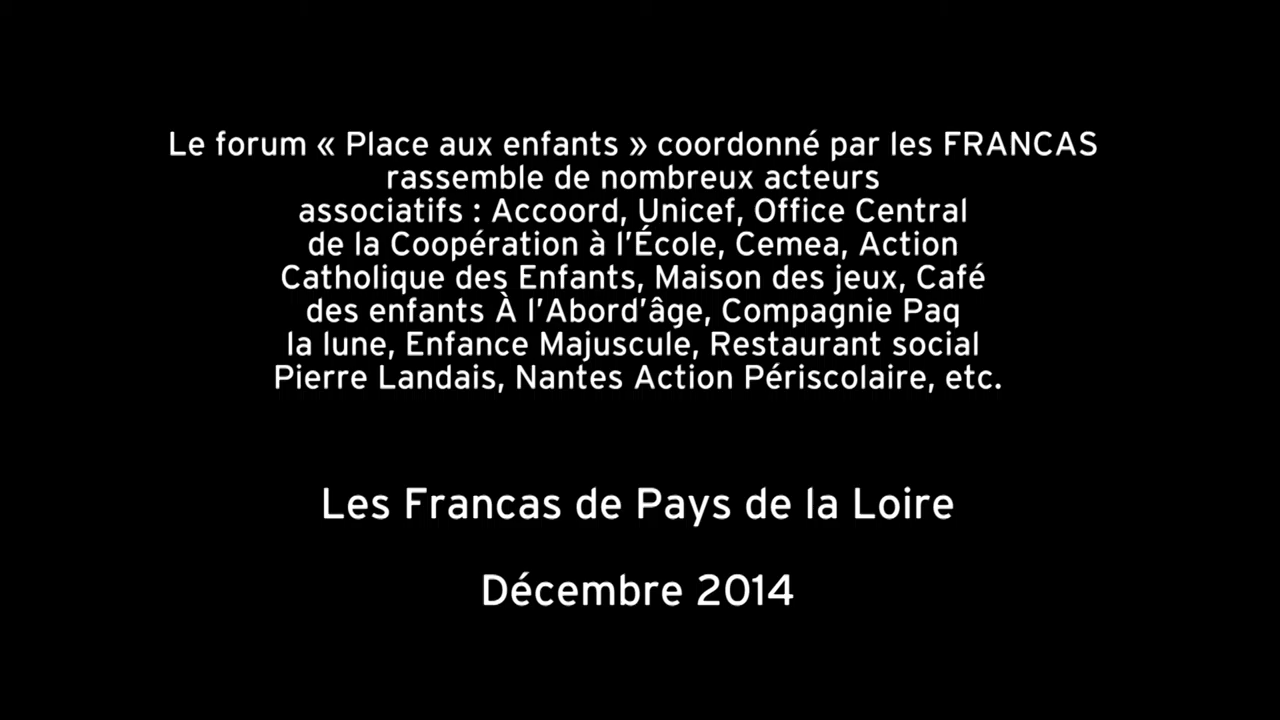 Le forum « Place aux enfants » coordonné par les FRANCAS
rassemble de nombreux acteurs
associatifs : Accoord, Unicef, Office Central
de la Coopération à l'École, Cemea, Action
Catholique des Enfants, Maison des jeux, Café
des enfants À l'Abord'âge, Compagnie Paq
la lune, Enfance Majuscule, Restaurant social
Pierre Landais, Nantes Action Périscolaire, etc.
Les Francas de Pays de la Loire
Décembre 2014